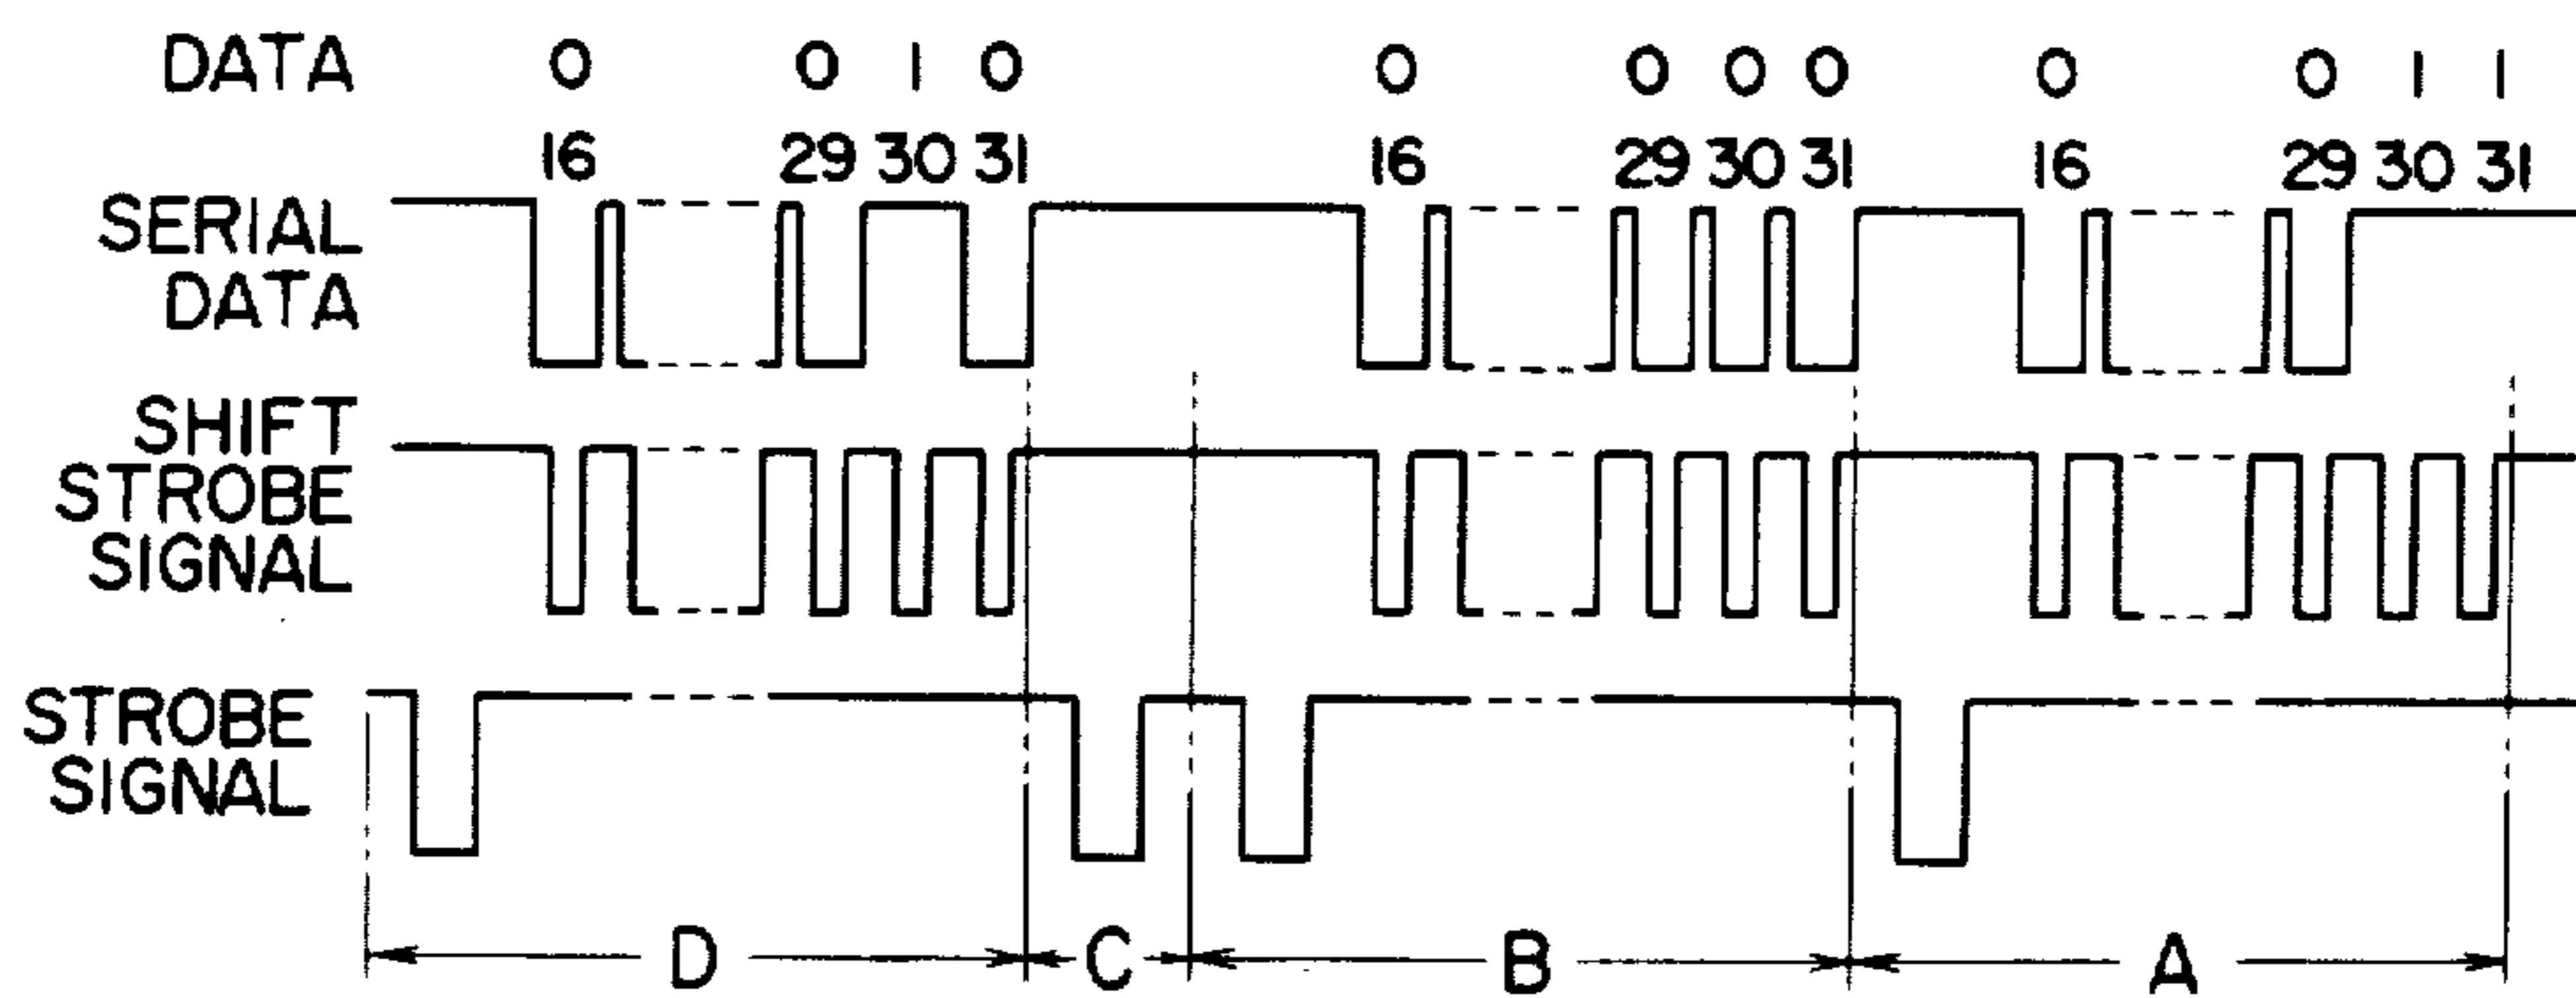 DATA 0 0 1 0 0 0 0 0 0 0 1 1
16 29 30 31 16 29 30 31 16 29 30 31
SERIAL
DATA
SHIFT
STROBE
SIGNAL
STROBE
SIGNAL
D C B A